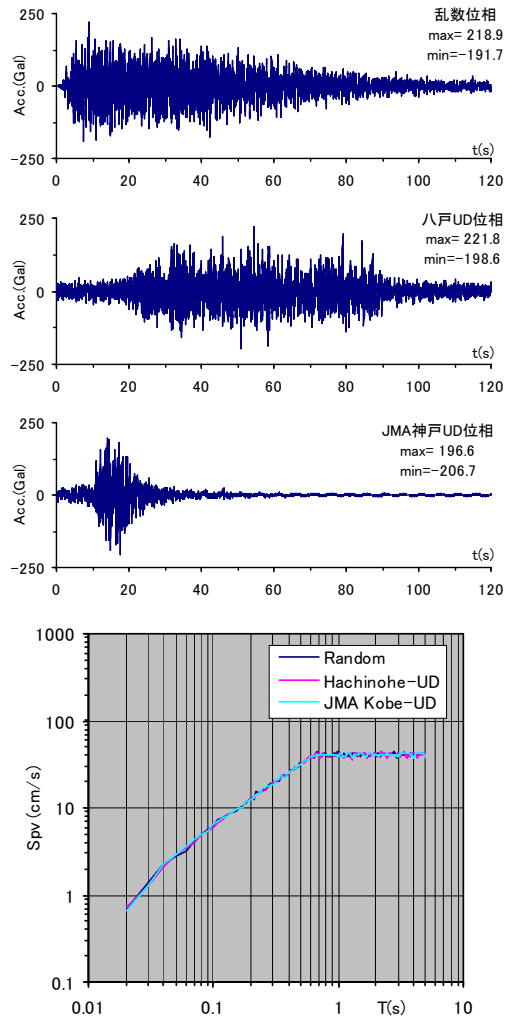 乱数位相
max= 218.9
min=-191.7
250
0
-250
Acc.(Gal)
t(s)
0 20 40 60 80 100 120
八戸UD位相
max= 221.8
min=-198.6
250
0
-250
Acc.(Gal)
t(s)
0 20 40 60 80 100 120
JMA神戸UD位相
max= 196.6
min=-206.7
250
0
-250
Acc.(Gal)
t(s)
0 20 40 60 80 100 120
1000
100
10
1
0.1
Spv (cm/s)
Random
Hachinohe-UD
JMA Kobe-UD
0.01 0.1 1 T(s) 10